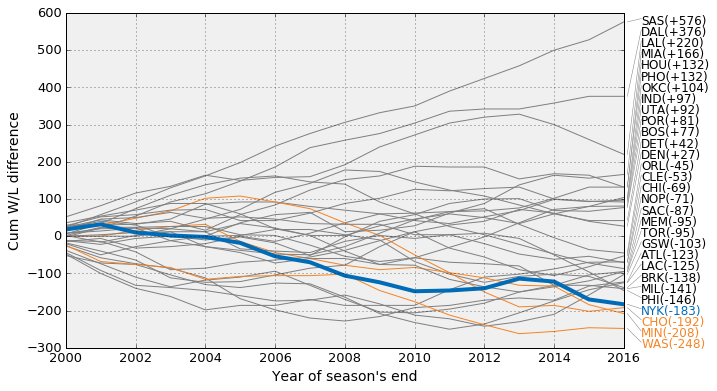 600
500
400
300
200
100
0
−100
−200
−300
Cum W/L difference
2000 2002 2004 2006 2008 2010 2012 2014 2016
Year of season's end
SAS(+576)
DAL(+376)
LAL(+220)
MIA(+166)
HOU(+132)
PHO(+132)
OKC(+104)
IND(+97)
UTA(+92)
POR(+81)
BOS(+77)
DET(+42)
DEN(+27)
ORL(-45)
CLE(-53)
CHI(-69)
NOP(-71)
SAC(-87)
MEM(-95)
TOR(-95)
GSW(-103)
ATL(-123)
LAC(-125)
BRK(-138)
MIL(-141)
PHI(-146)
NYK(-183)
CHO(-192)
MIN(-208)
WAS(-248)